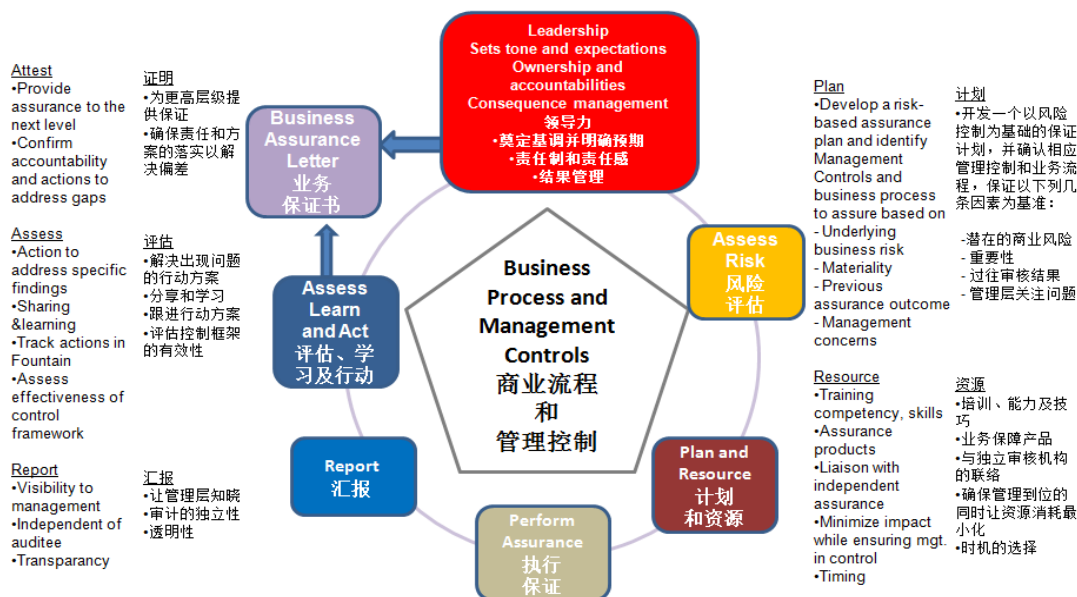 Leadership
Sets tone and expectations
Ownership and
accountabilities
Consequence management
领导力
•奠定基调并明确预期
•责任制和责任感
•结果管理
Attest
•Provide
assurance to the
next level
•Confirm
accountability
and actions to
address gaps
证明
•为更高层级提
供保证
•确保责任和方
案的落实以解
决偏差
Business
Assurance
Letter
业务
保证书
Assess
•Action to
address specific
findings
•Sharing
&learning
•Track actions in
Fountain
•Assess
effectiveness of
control
framework
评估
•解决出现问题
的行动方案
•分享和学习
•跟进行动方案
•评估控制框架
的有效性
Assess
Learn
and Act
评估、学
习及行动
Report
•Visibility to
management
•Independent of
auditee
•Transparency
汇报
•让管理层知晓
•审计的独立性
•透明性
Report
汇报
Business
Process and
Management
Controls
商业流程
和
管理控制
Perform
Assurance
执行
保证
Assess
Risk
风险
评估
Plan and
Resource
计划
和资源
Plan
•Develop a risk-
based assurance
plan and identify
Management
Controls and
business process
to assure based on
- Underlying
business risk
- Materiality
- Previous
assurance outcome
- Management
concerns
计划
•开发一个以风险
控制为基础的保证
计划，并确认相应
管理控制和业务流
程，保证以下列几
条因素为基准：
-潜在的商业风险
- 重要性
- 过往审核结果
- 管理层关注问题
Resource
•Training
competency, skills
•Assurance
products
•Liaison with
independent
assurance
•Minimize impact
while ensuring mgt.
in control
•Timing
资源
•培训、能力及技
巧
•业务保障产品
•与独立审核机构
的联络
•确保管理到位的
同时让资源消耗最
小化
•时机的选择